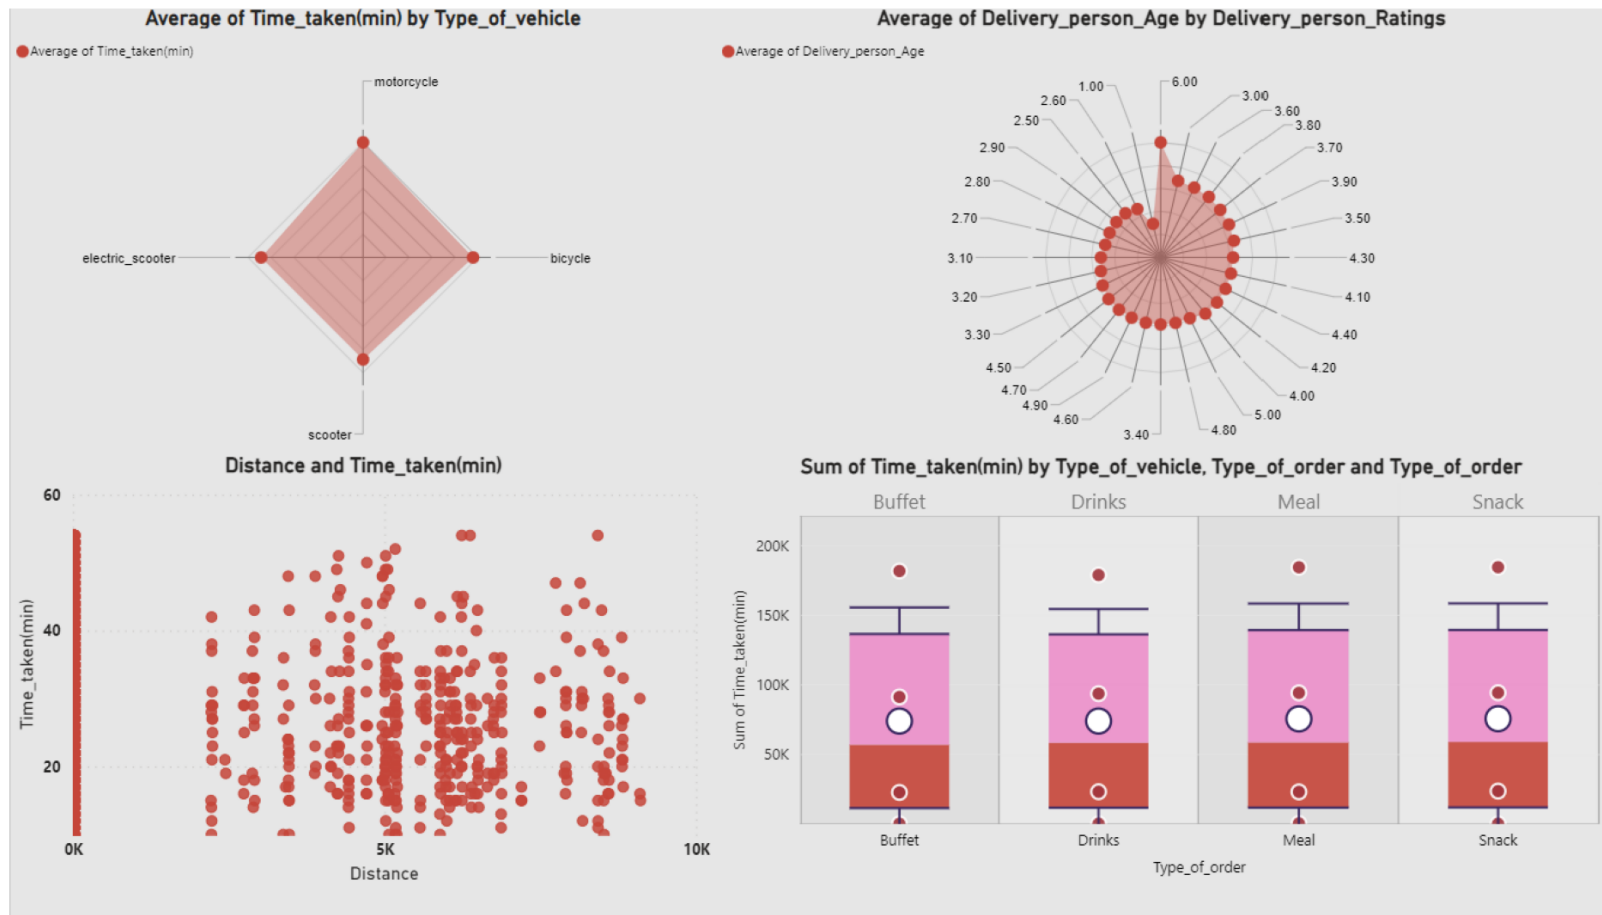 Average of Time_taken(min) by Type_of_vehicle
Average of Time_taken(min)
motorcycle
electric_scooter
bicycle
scooter
Average of Delivery_person_Age by Delivery_person_Ratings
Average of Delivery_person_Age
6.00
3.00
3.60
3.80
3.70
3.90
3.50
4.30
4.10
4.40
4.20
4.00
5.00
4.80
3.40
4.60
4.90
4.70
4.50
3.30
3.20
3.10
2.70
2.80
2.90
2.50
2.60
1.00
Distance and Time_taken(min)
60
40
20
Time_taken(min)
0K
5K
10K
Distance
Sum of Time_taken(min) by Type_of_vehicle, Type_of_order and Type_of_order
Buffet
Drinks
Meal
Snack
200K
150K
100K
50K
Sum of Time_taken(min)
Buffet
Drinks
Meal
Snack
Type_of_order